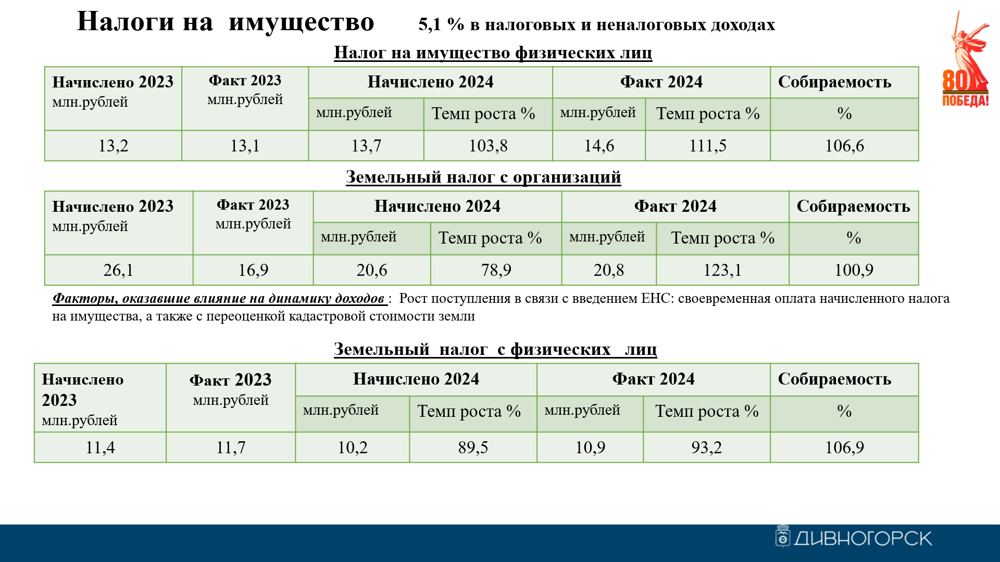 Налоги на имущество 5,1 % в налоговых и неналоговых доходах
80
ПОБЕДА!
Налог на имущество физических лиц
Начислено 2023 млн.рублей
Факт 2023 млн.рублей
Начислено 2024
Факт 2024
Собираемость
млн.рублей
Темп роста %
млн.рублей
Темп роста %
%
13,2
13,1
13,7
103,8
14,6
111,5
106,6
Земельный налог с организаций
Начислено 2023
млн.рублей
Факт 2023
млн.рублей
Начислено 2024
Факт 2024
Собираемость
млн.рублей
Темп роста %
млн.рублей
Темп роста %
%
26,1
16,9
20,6
78,9
20,8
123,1
100,9
Факторы, оказавшие влияние на динамику доходов : Рост поступления в связи с введением ЕНС: своевременная оплата начисленного налога
на имущества, а также с переоценкой кадастровой стоимости земли
Земельный налог с физических лиц
Начислено
2023
млн.рублей
Факт 2023
млн.рублей
Начислено 2024
Факт 2024
Собираемость
млн.рублей
Темп роста %
млн.рублей
Темп роста %
%
11,4
11,7
10,2
89,5
10,9
93,2
106,9
ДИВНОГОРСК